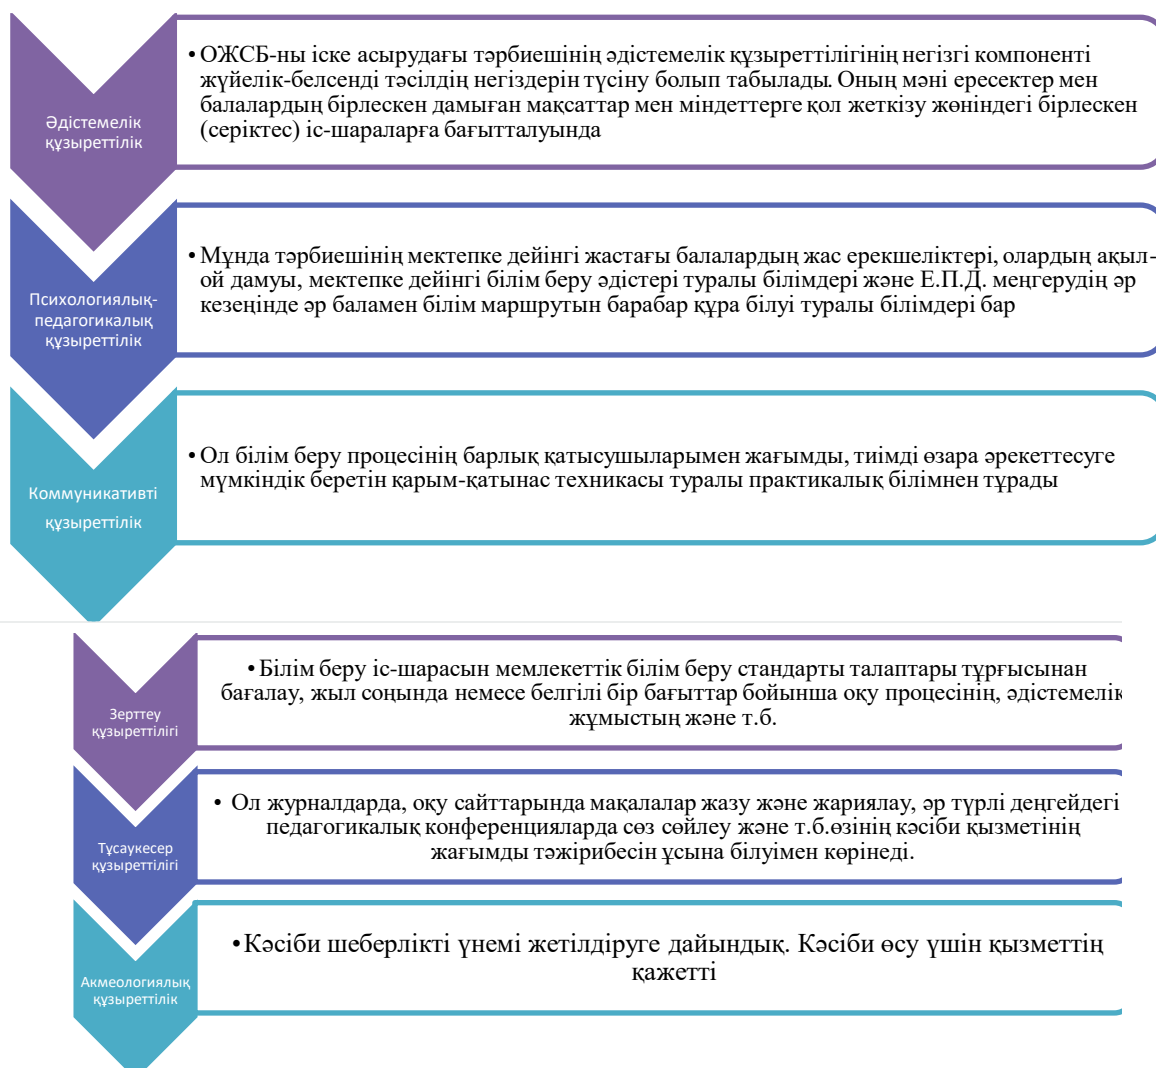 Әдістемелік
құзыреттілік
• ОЖСБ-ны іске асырудағы тәрбиешінің әдістемелік құзыреттілігінің негізгі компоненті
жүйелік-белсенді тәсілдің негіздерін түсіну болып табылады. Оның мәні ересектер мен
балалардың бірлескен дамыған мақсаттар мен міндеттерге қол жеткізу жөніндегі бірлескен
(серіктес) іс-шараларға бағытталуында
Психологиялық-
педагогикалық
құзыреттілік
• Мұнда тәрбиешінің мектепке дейінгі жастағы балалардың жас ерекшеліктері, олардың ақыл-
ой дамуы, мектепке дейінгі білім беру әдістері туралы білімдері және Е.П.Д. меңгерудің әр
кезеңінде әр баламен білім маршрутын барабар құра білуі туралы білімдері бар
Коммуникативті
құзыреттілік
• Ол білім беру процесінің барлық қатысушыларымен жағымды, тиімді өзара әрекеттесуге
мүмкіндік беретін қарым-қатынас техникасы туралы практикалық білімнен тұрады
Зерттеу
құзыреттілігі
• Білім беру іс-шарасын мемлекеттік білім беру стандарты талаптары тұрғысынан
бағалау, жыл соңында немесе белгілі бір бағыттар бойынша оқу процесінің, әдістемелік
жұмыстың және т.б.
Тұсаукесер
құзыреттілігі
• Ол журналдарда, оқу сайттарында мақалалар жазу және жариялау, әр түрлі деңгейдегі
педагогикалық конференцияларда сөз сөйлеу және т.б.өзінің кәсіби қызметінің
жағымды тәжірибесін ұсына білуімен көрінеді.
Акмеологиялық
құзыреттілік
• Кәсіби шеберлікті үнемі жетілдіруге дайындық. Кәсіби өсу үшін қызметтің
қажетті